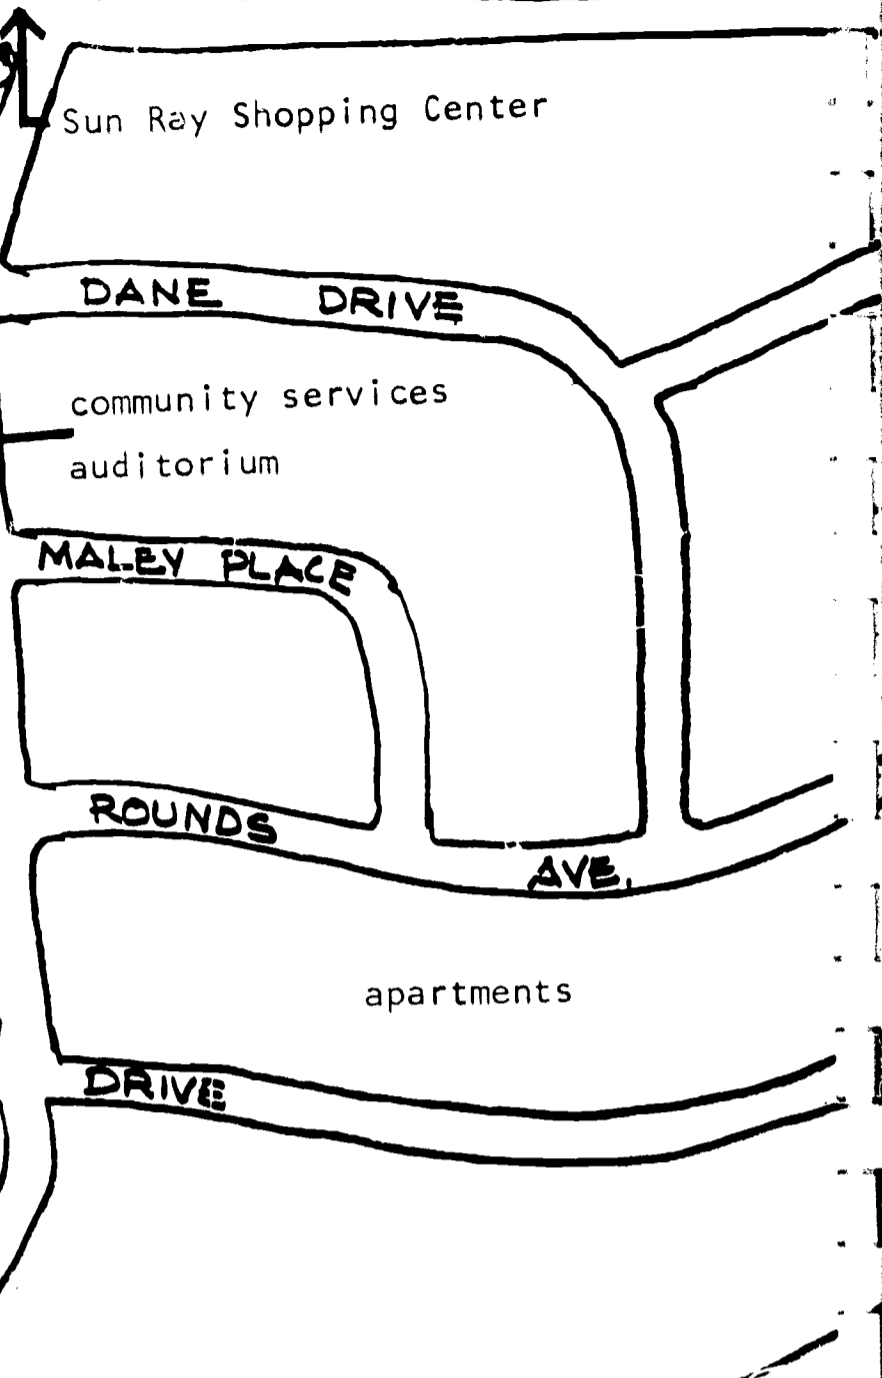 Sun Ray Shopping Center
DANE DRIVE
community services
auditorium
MALEY PLACE
ROUNDS AVE.
apartments
DRIVE